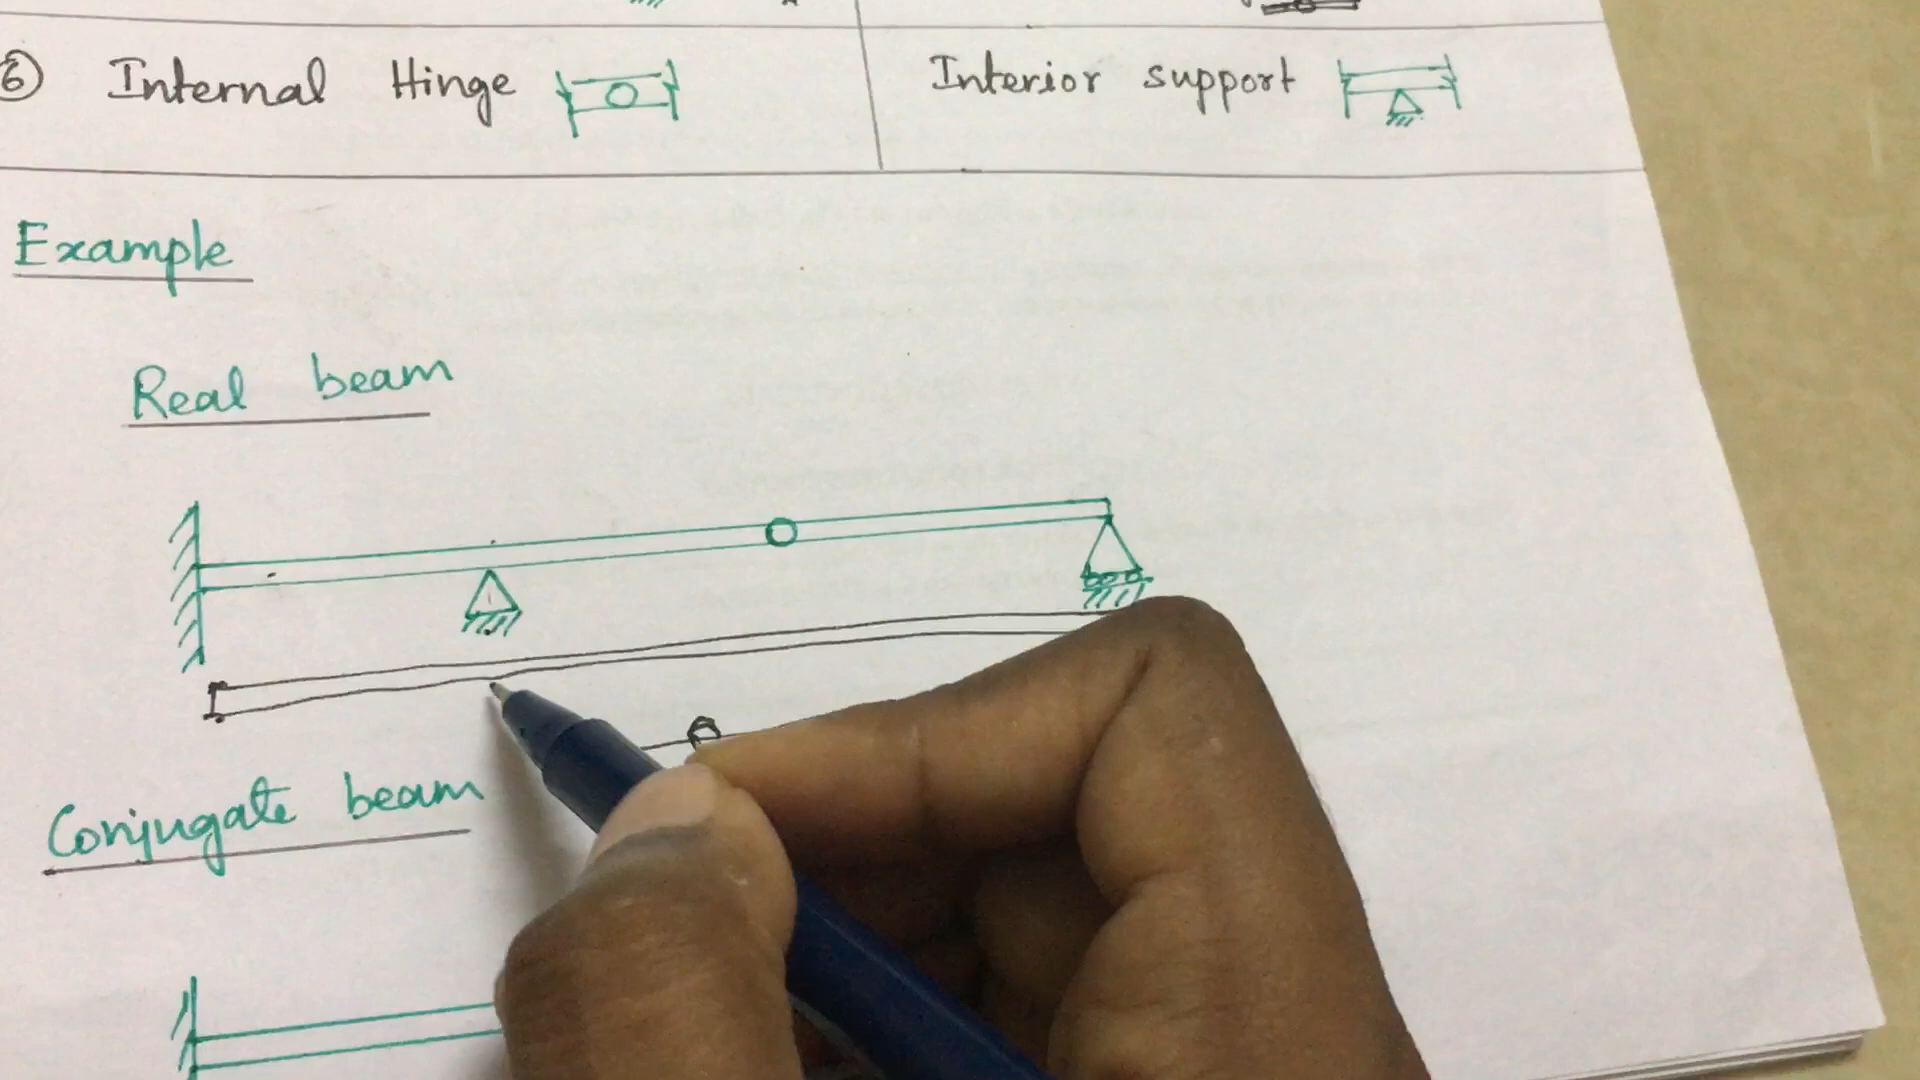 6 Internal Hinge Interior support
Example
Real beam
Conjugate beam